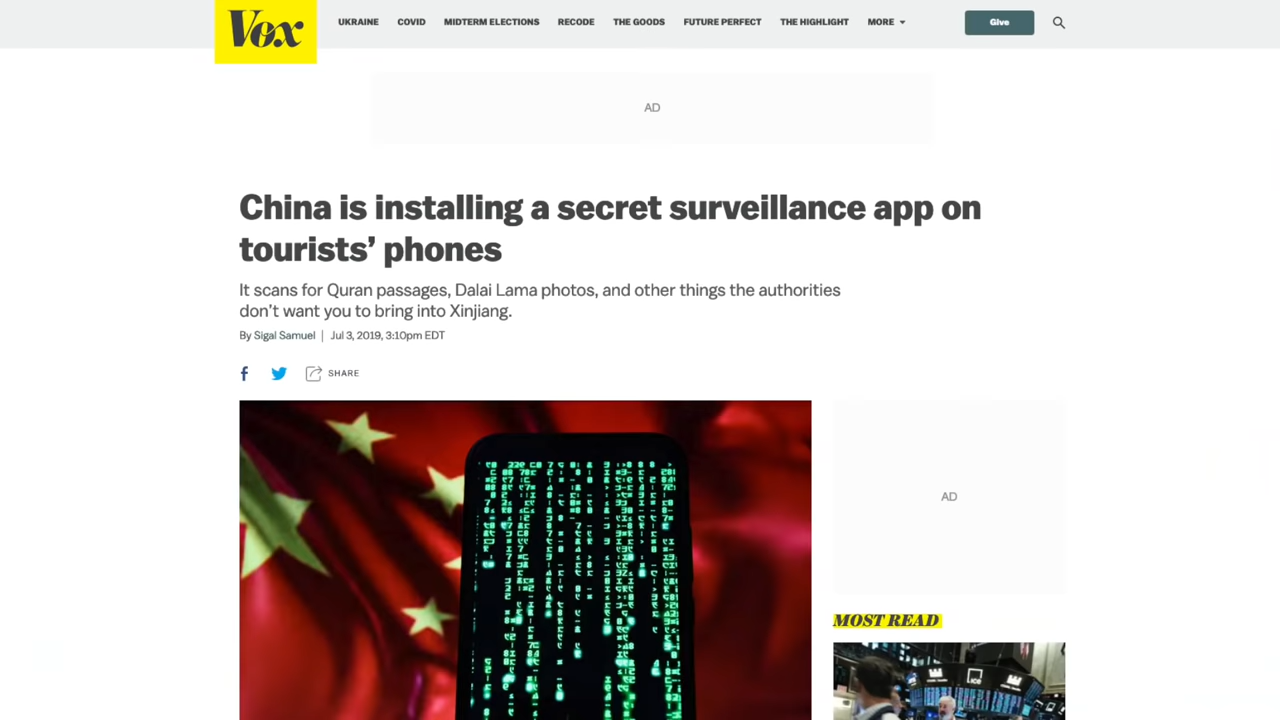 Vox
UKRAINE COVID MIDTERM ELECTIONS RECODE THE GOODS FUTURE PERFECT THE HIGHLIGHT MORE Give
AD
China is installing a secret surveillance app on
tourists’ phones
It scans for Quran passages, Dalai Lama photos, and other things the authorities
don’t want you to bring into Xinjiang.
By Sigal Samuel | Jul 3, 2019, 3:10pm EDT
SHARE
AD
MOST READ
ice